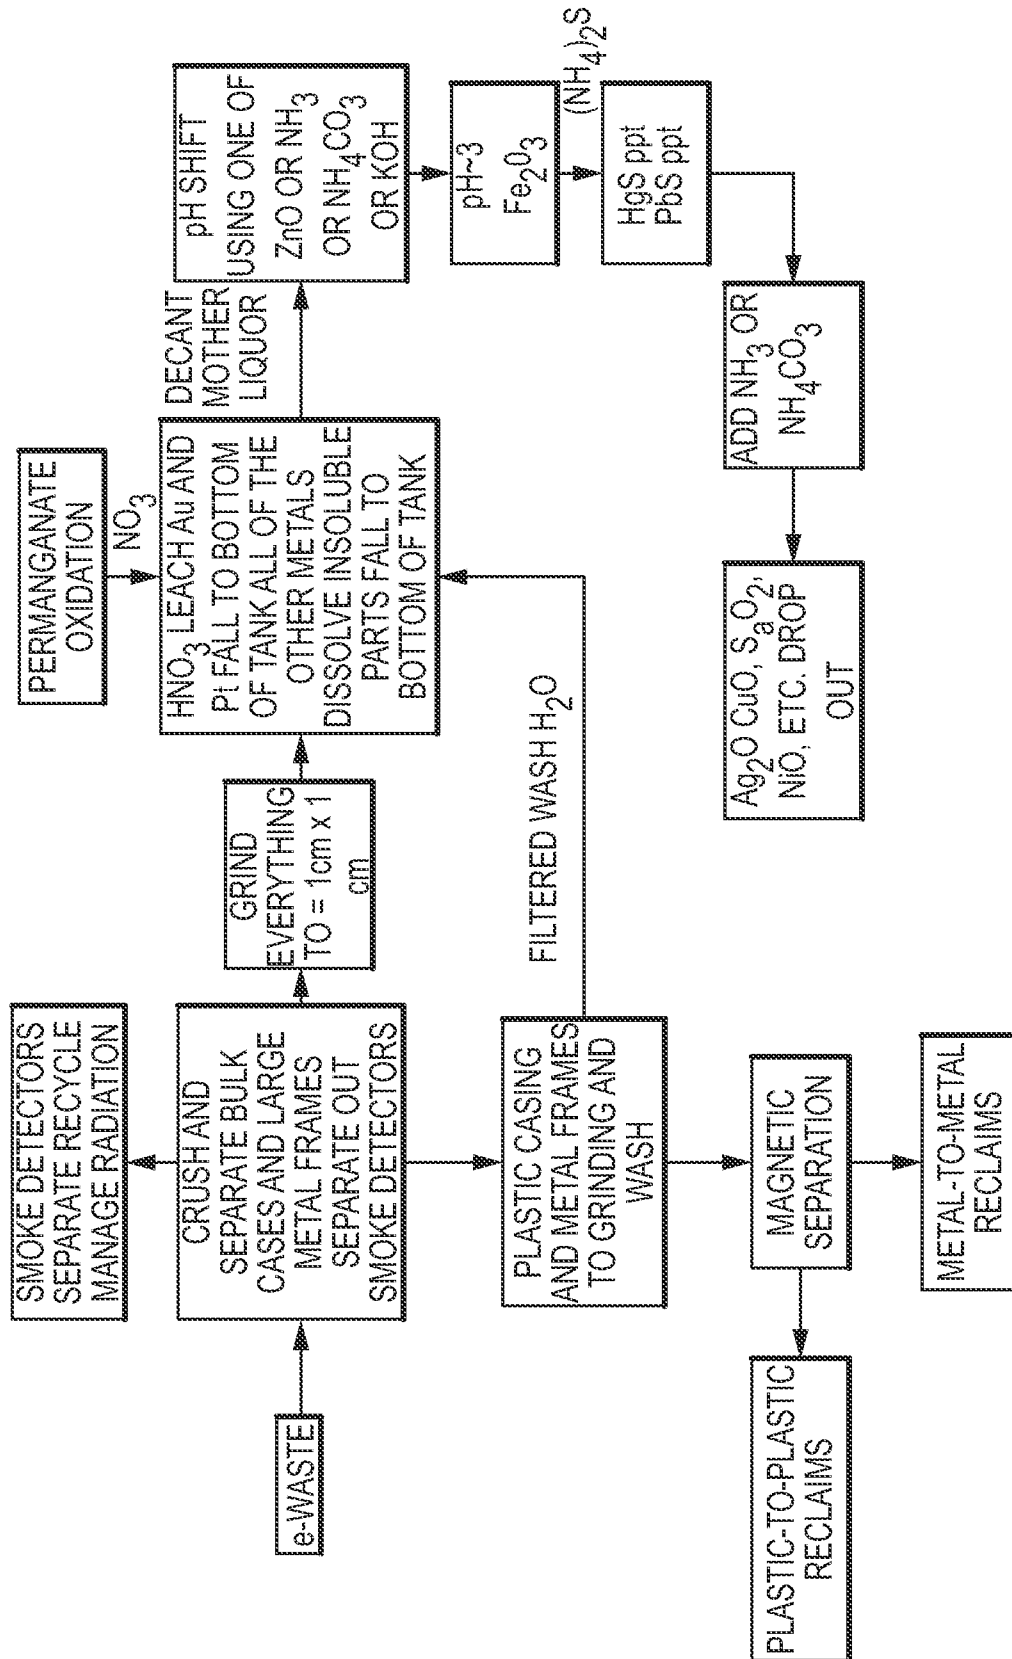 e-WASTE
SMOKE DETECTORS
SEPARATE RECYCLE
MANAGE RADIATION
CRUSH AND
SEPARATE BULK
CASES AND LARGE
METAL FRAMES
SEPARATE OUT
SMOKE DETECTORS
GRIND
EVERYTHING
TO = 1cm x 1
cm
PERMANGANATE
OXIDATION
NO3
HNO3 LEACH Au AND
Pt FALL TO BOTTOM
OF TANK ALL OF THE
OTHER METALS
DISSOLVE INSOLUBLE
PARTS FALL TO
BOTTOM OF TANK
DECANT
MOTHER
LIQUOR
pH SHIFT
USING ONE OF
ZnO OR NH3
OR NH4CO3
OR KOH
pH~3
Fe2O3
(NH4)2S
HgS ppt
PbS ppt
ADD NH3 OR
NH4CO3
Ag2O CuO, SaO2,
NiO, ETC. DROP
OUT
PLASTIC CASING
AND METAL FRAMES
TO GRINDING AND
WASH
FILTERED WASH H2O
MAGNETIC
SEPARATION
PLASTIC-TO-PLASTIC
RECLAIMS
METAL-TO-METAL
RECLAIMS